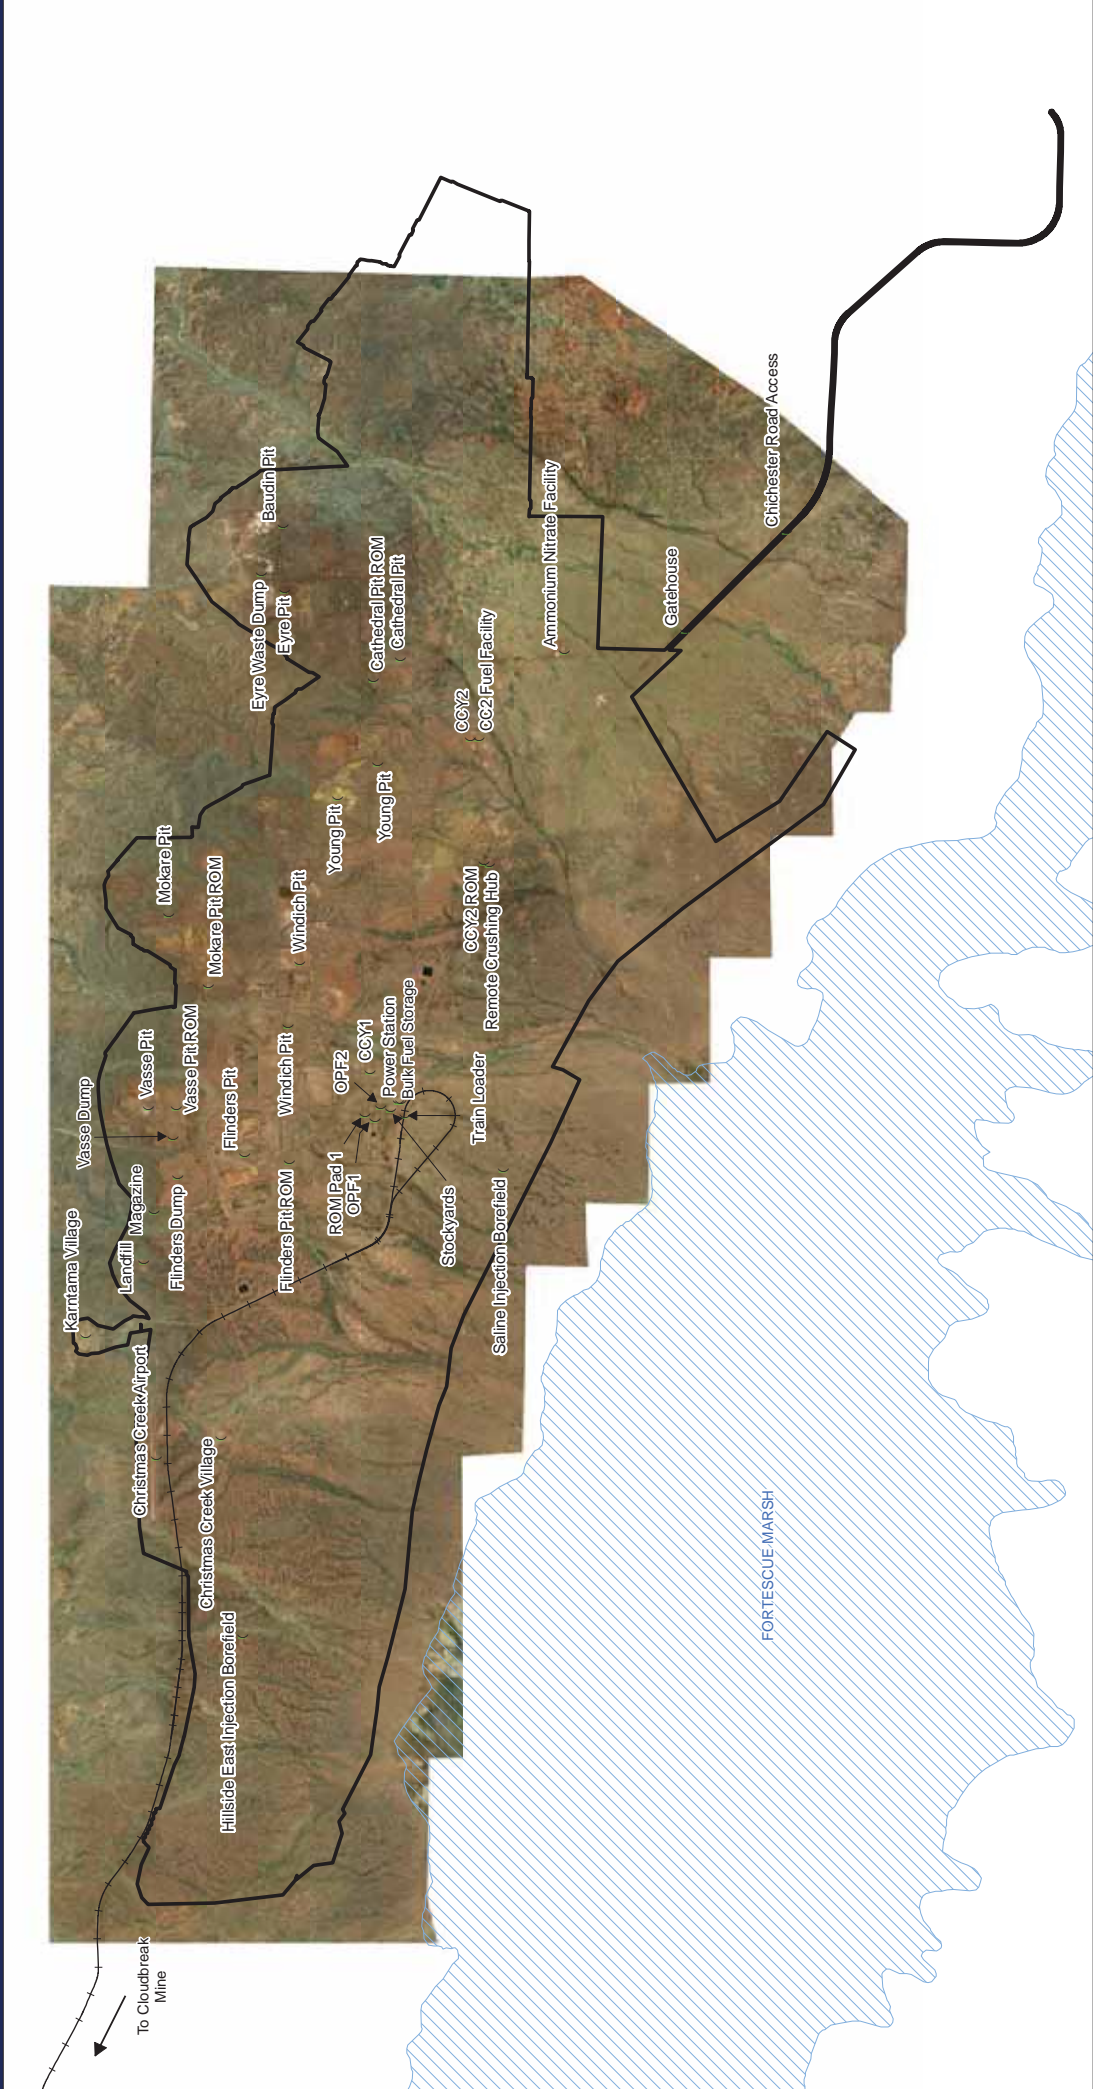 Karntama Village
Vasse Dump
Landfill
Magazine
Christmas Creek Airport
Vasse Pit
Mokare Pit
To Cloudbreak
Mine
Flinders Dump
Vasse Pit ROM
Mokare Pit ROM
Christmas Creek Village
Flinders Pit
Hillside East Injection Borefield
Eyre Waste Dump
Baudin Pit
Flinders Pit ROM
Windich Pit
Windich Pit
Eyre Pit
ROM Pad 1
OPF1
OPF2
Young Pit
CCY1
Young Pit
Cathedral Pit ROM
Cathedral Pit
Power Station
Bulk Fuel Storage
Stockyards
Train Loader
CCY2 ROM
Remote Crushing Hub
CCY2
CC2 Fuel Facility
Saline Injection Borefield
Ammonium Nitrate Facility
Gatehouse
Chichester Road Access
FORTESCUE MARSH